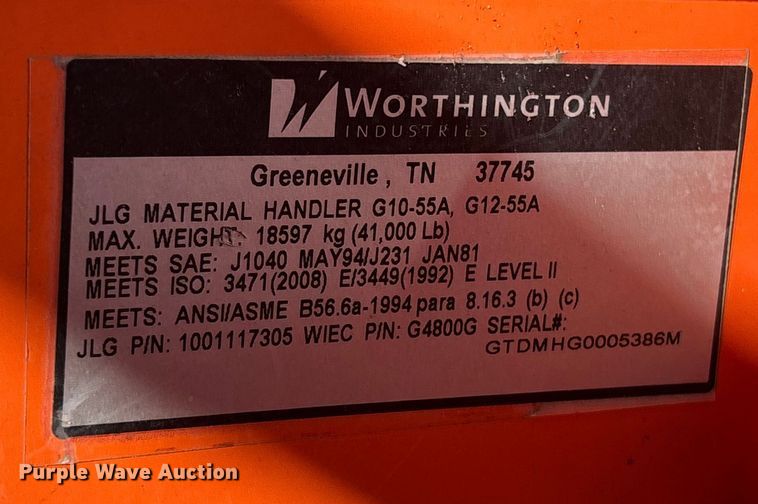 WORTHINGTON
INDUSTRIES
Greeneville, TN 37745
JLG MATERIAL HANDLER G10-55A, G12-55A
MAX. WEIGHT: 18597 kg (41,000 Lb)
MEETS SAE: J1040 MAY94/J231 JAN81
MEETS ISO: 3471(2008) E/3449(1992) E LEVEL II
MEETS: ANSI/ASME B56.6a-1994 para 8.16.3 (b) (c)
JLG P/N: 1001117305 WIEC P/N: G4800G SERIAL#:
GTDMHG0005386M
Purple Wave Auction